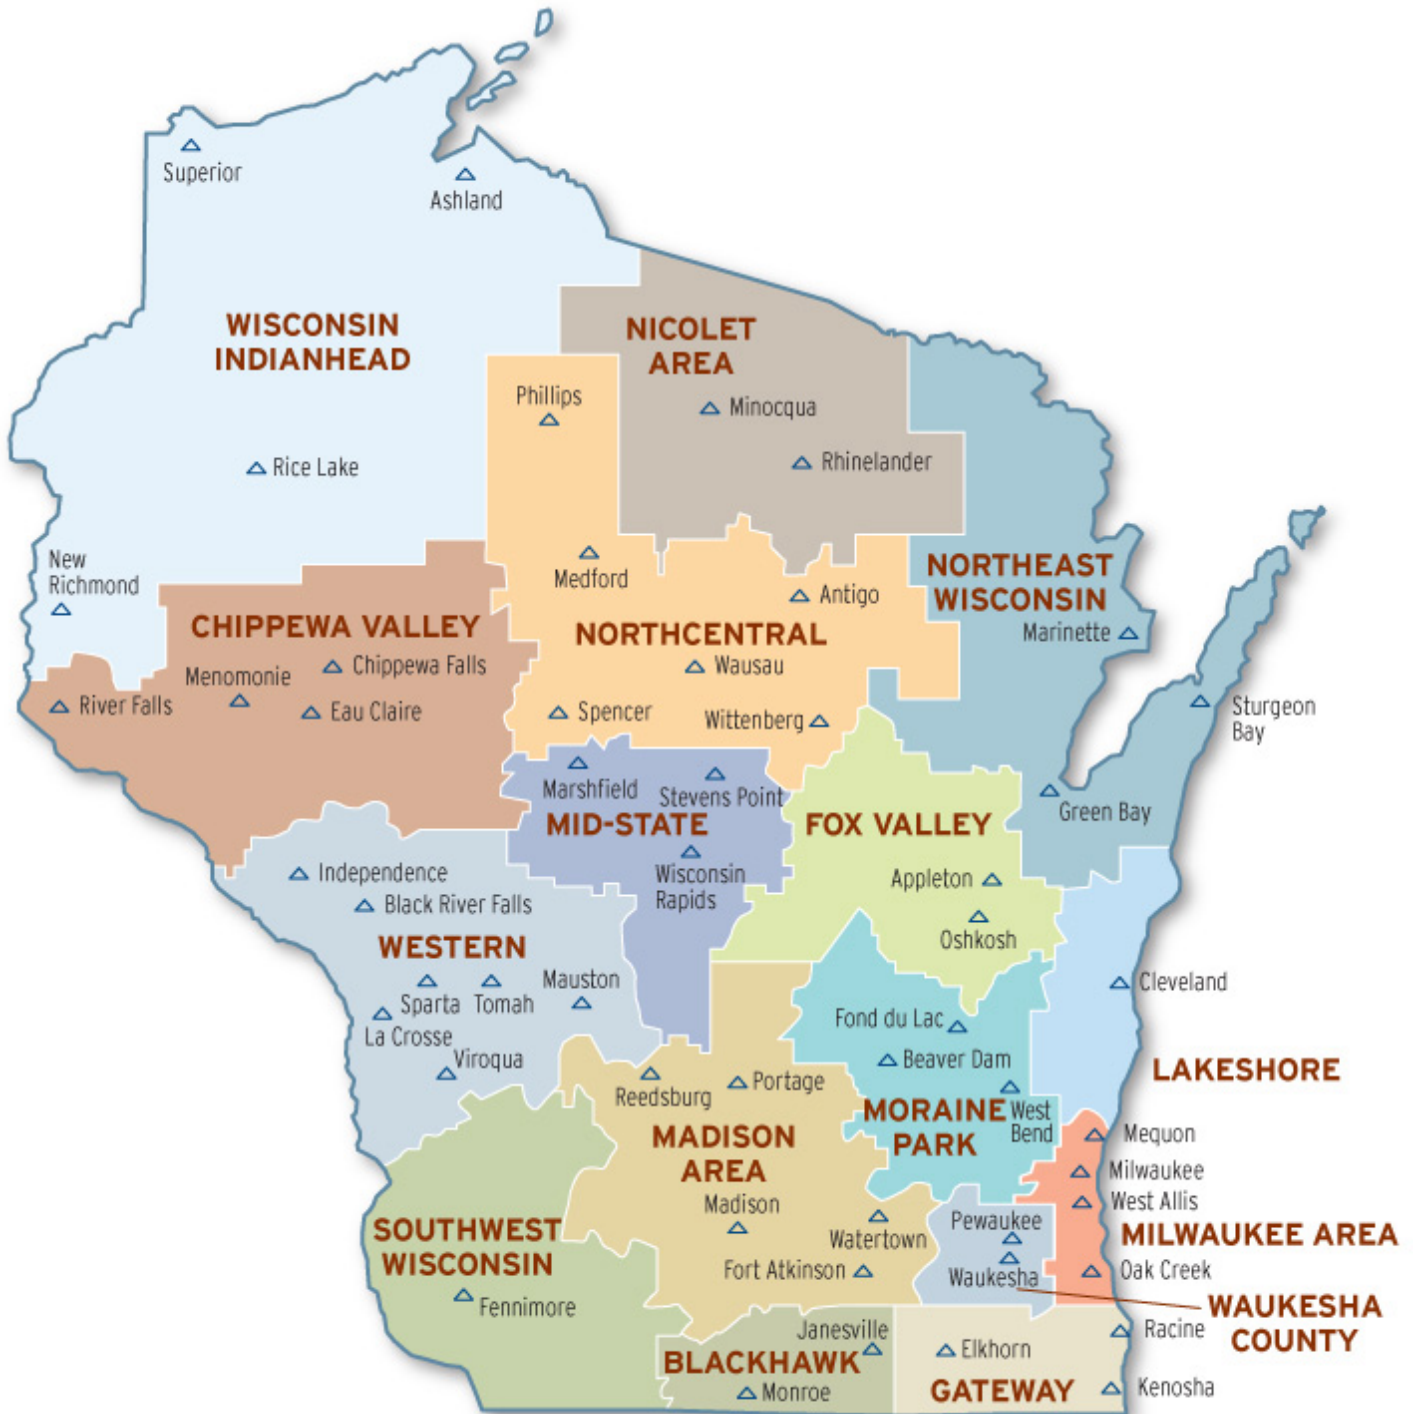 Superior
Ashland
WISCONSIN
INDIANHEAD
NICOLET
AREA
Phillips
Minocqua
Rhinelander
Rice Lake
New
Richmond
Medford
Antigo
NORTHEAST
WISCONSIN
Marinette
CHIPPEWA VALLEY
NORTHCENTRAL
Chippewa Falls
Menomonie
Wausau
River Falls
Eau Claire
Spencer
Wittenberg
Sturgeon
Bay
Marshfield
Stevens Point
MID-STATE
FOX VALLEY
Green Bay
Independence
Wisconsin
Rapids
Appleton
Black River Falls
WESTERN
Oshkosh
Mauston
Sparta
Tomah
Cleveland
La Crosse
Fond du Lac
Viroqua
Beaver Dam
LAKESHORE
Reedsburg
Portage
MORAINE
PARK
West
Bend
Mequon
MADISON
AREA
Milwaukee
West Allis
Madison
Pewaukee
SOUTHWEST
WISCONSIN
Watertown
MILWAUKEE AREA
Fort Atkinson
Waukesha
Oak Creek
Fennimore
WAUKESHA
COUNTY
Janesville
Racine
BLACKHAWK
Elkhorn
Monroe
GATEWAY
Kenosha